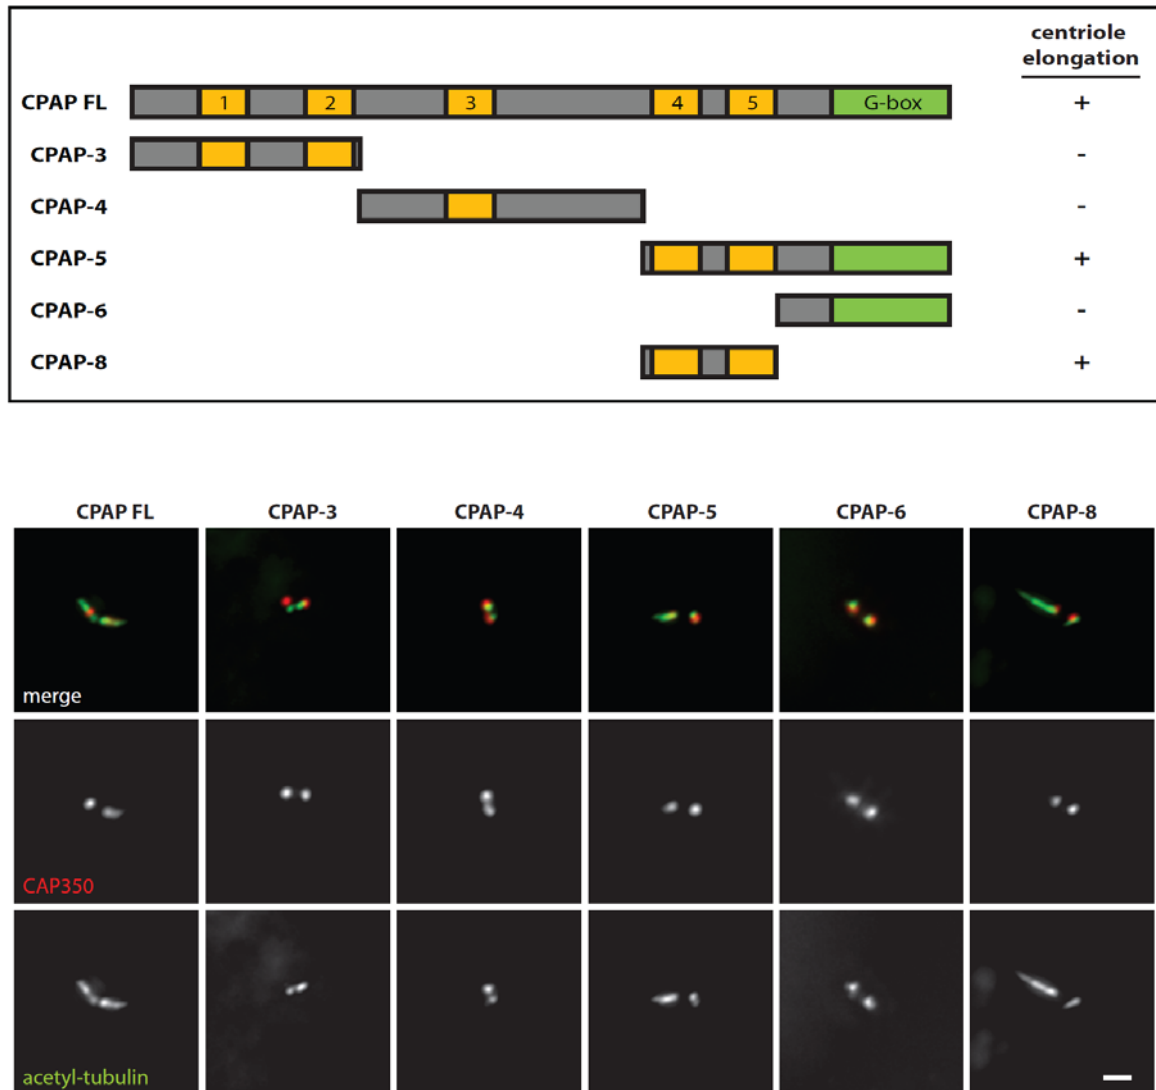 centriole
elongation
CPAP FL 1 2 3 4 5 G-box +
CPAP-3 -
CPAP-4 -
CPAP-5 +
CPAP-6 -
CPAP-8 +
CPAP FL CPAP-3 CPAP-4 CPAP-5 CPAP-6 CPAP-8
merge
CAP350
acetyl-tubulin